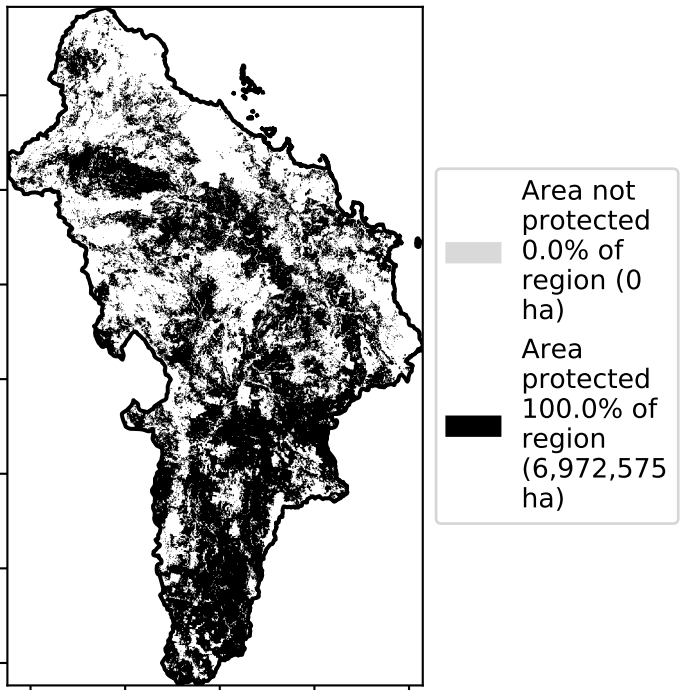 Area not
protected
0.0% of
region (0
ha)
Area
protected
100.0% of
region
(6,972,575
ha)